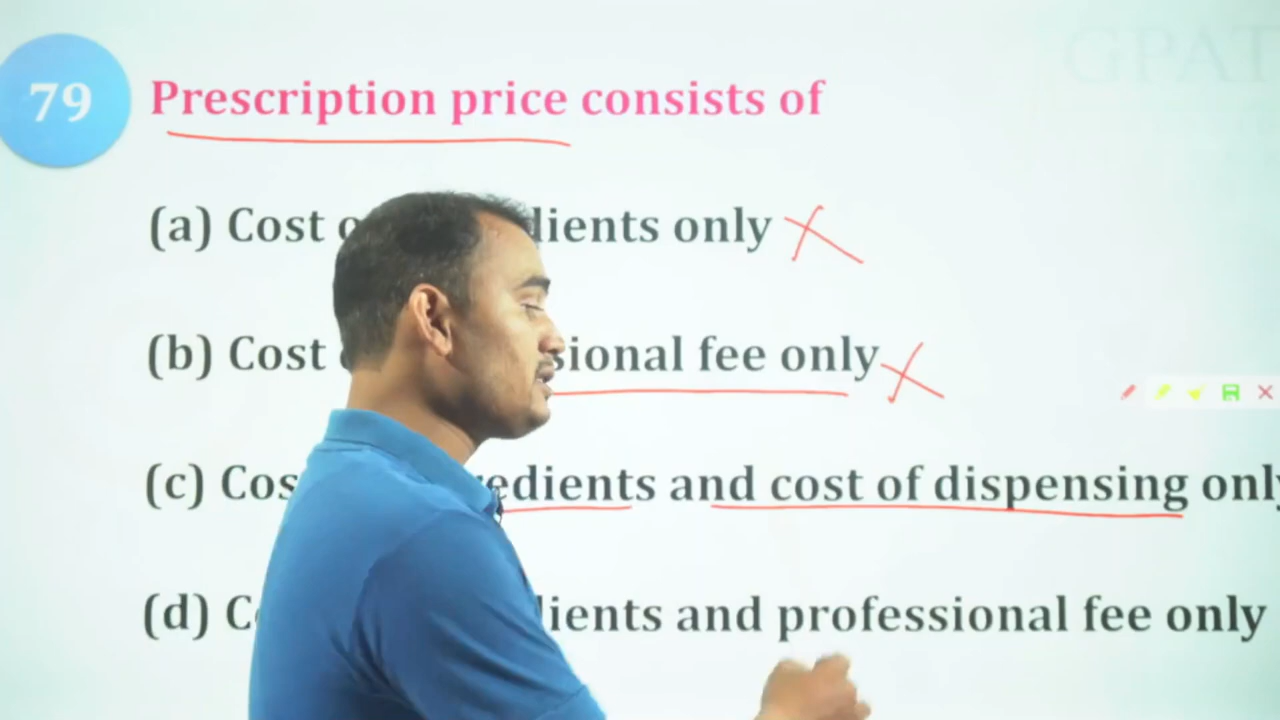 GPAT
79
Prescription price consists of
(a) Cost dients only
(b) Cost sional fee only
(c) Cos edients and cost of dispensing only
(d) C dients and professional fee only